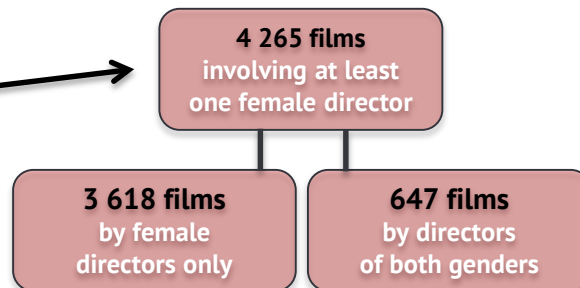 4 265 films
involving at least
one female director
3 618 films
by female
directors only
647 films
by directors
of both genders